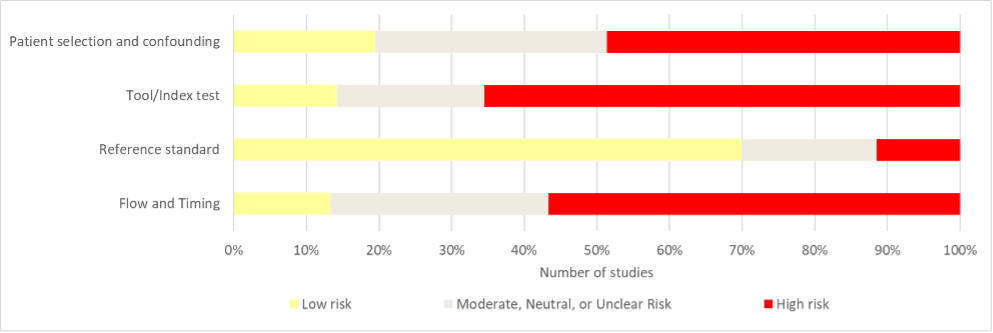 Patient selection and confounding
Tool/Index test
Reference standard
Flow and Timing
0% 10% 20% 30% 40% 50% 60% 70% 80% 90% 100%
Number of studies
Low risk Moderate, Neutral, or Unclear Risk High risk